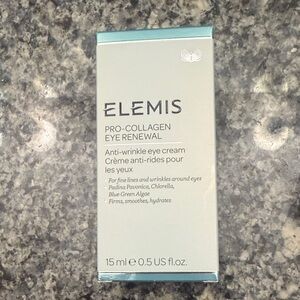 ELEMIS
PRO-COLLAGEN
EYE RENEWAL
Anti-wrinkle eye cream
Crème anti-rides pour
les yeux
For fine lines and wrinkles around eyes
Padina Pavonica, Chlorella,
Blue-Green Algae
Firms, smoothes, hydrates
15 ml ℮ 0.5 US fl.oz.